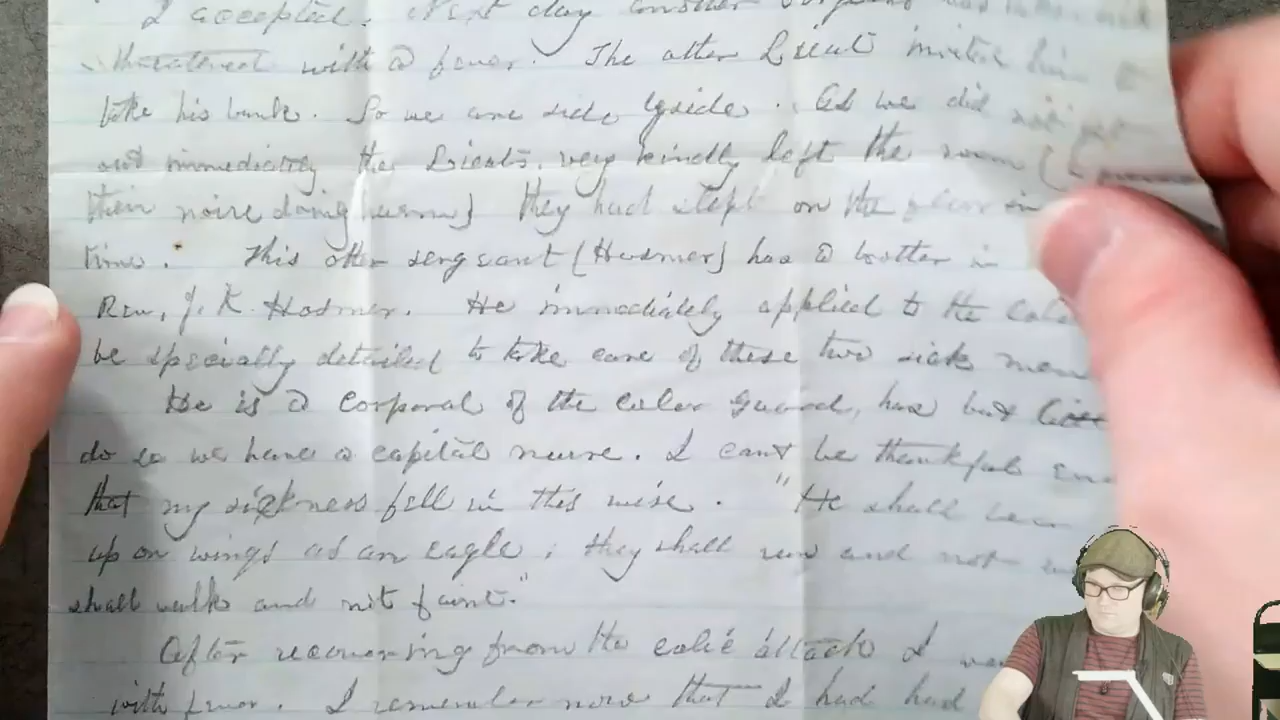 I accepted. Next day another
threatened with a fever. The other Lieut invited him to
take his bunk. So we are side by side. As we did not get
out immediately the Lieuts. very kindly left the room (
their noise doing harm) they had slept on the floor in
time. This other sergeant (Hosmer) has a brother in
Rev. J. K. Hosmer. He immediately applied to the
be specially detailed to take care of these two sick men
He is a corporal of the color guard, has but
do so we have a capital nurse. I can't be thankful
that my sickness fell in this wise. "He shall
up on wings as an eagle; they shall run and not
shall walk and not faint."
After recovering from the colic attack I
with fever. I remember now that I had had